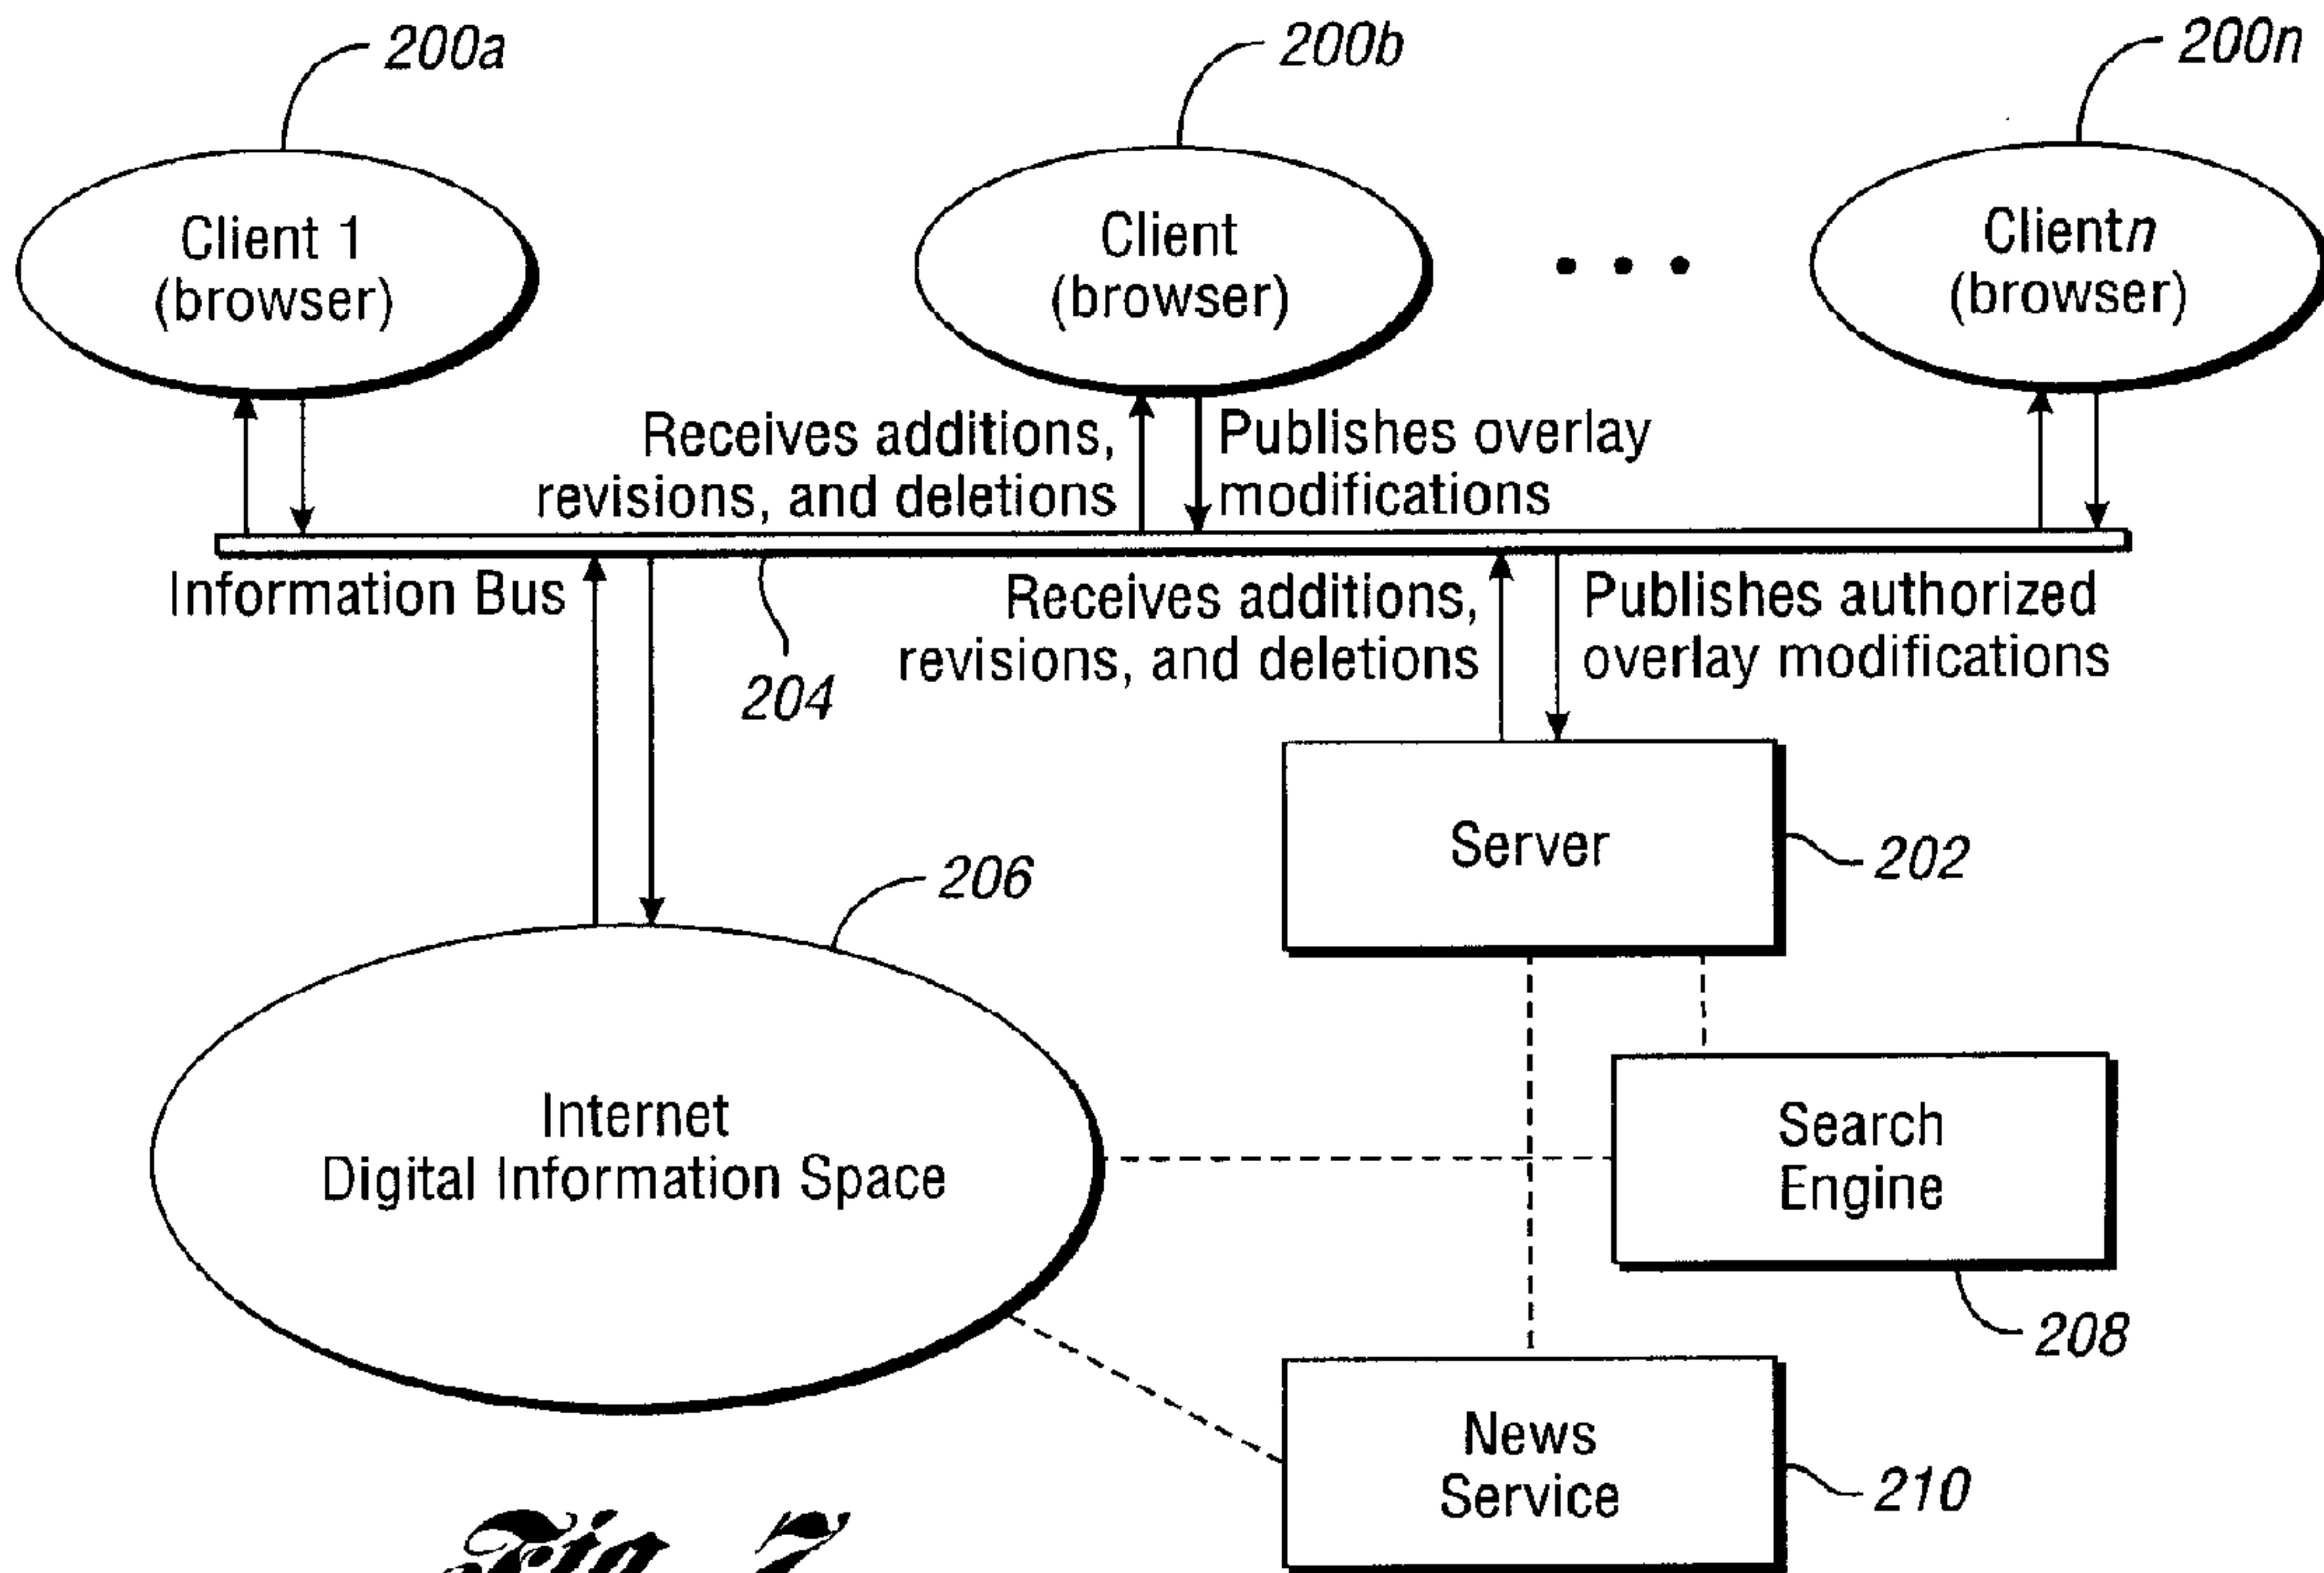 200a
200b
200n
Client 1
(browser)
Client
(browser)
Clientn
(browser)
Receives additions,
revisions, and deletions
Publishes overlay
modifications
Information Bus
204
Receives additions,
revisions, and deletions
Publishes authorized
overlay modifications
Server
202
206
Internet
Digital Information Space
Search
Engine
208
News
Service
210